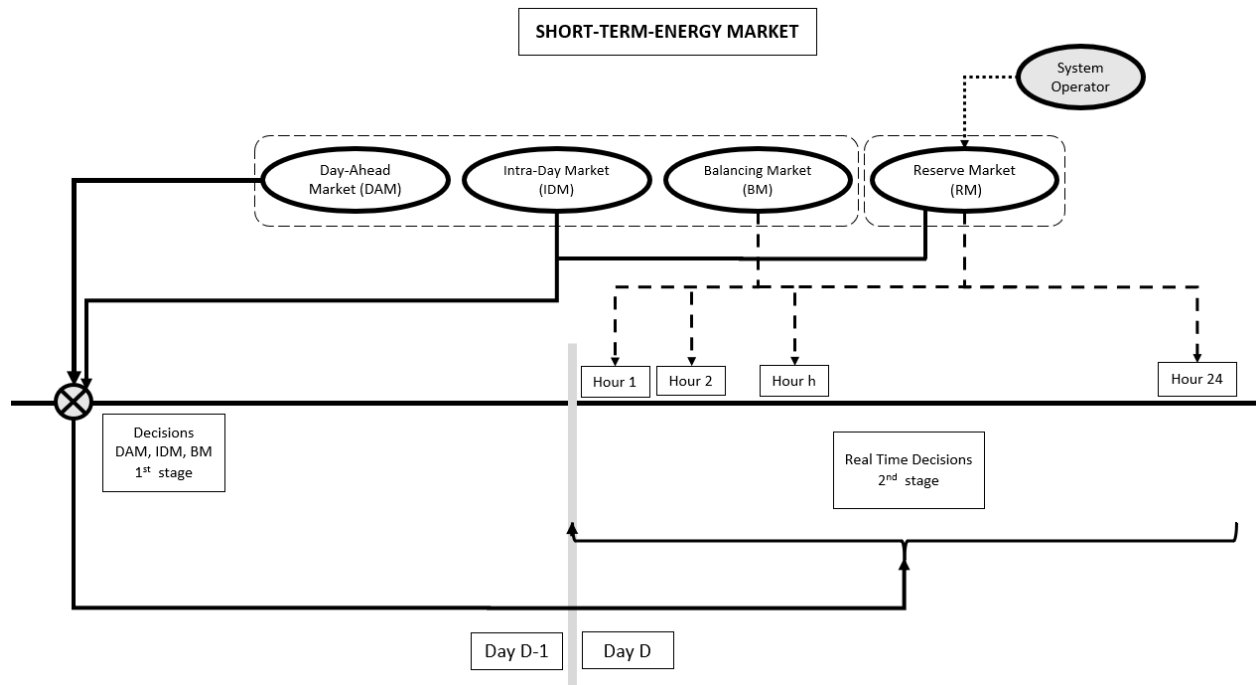 SHORT-TERM-ENERGY MARKET
System
Operator
Day-Ahead
Market (DAM)
Intra-Day Market
(IDM)
Balancing Market
(BM)
Reserve Market
(RM)
Hour 1
Hour 2
Hour h
Hour 24
Decisions
DAM, IDM, BM
1st stage
Real Time Decisions
2nd stage
Day D-1
Day D